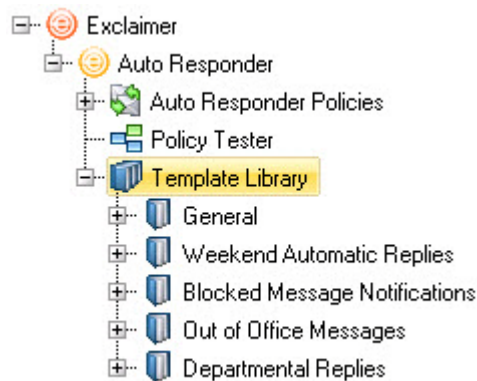 Exclaimer
Auto Responder
Auto Responder Policies
Policy Tester
Template Library
General
Weekend Automatic Replies
Blocked Message Notifications
Out of Office Messages
Departmental Replies